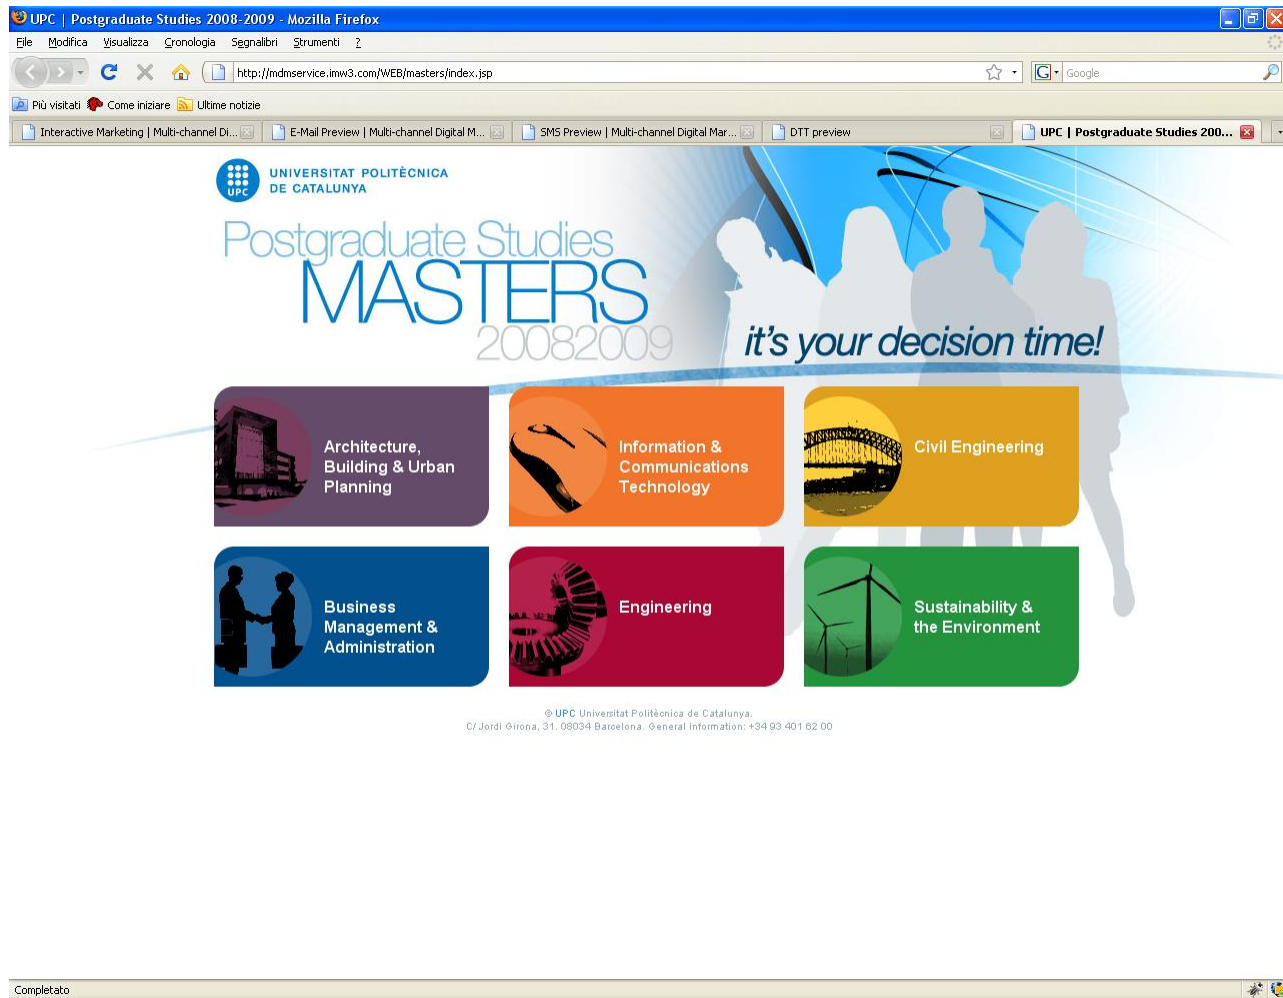 UPC | Postgraduate Studies 2008-2009 - Mozilla Firefox
File Modifica Visualizza Cronologia Segnalibri Strumenti ?
http://mdmservice.imw3.com/WEB/masters/index.jsp
Google
Più visitati Come iniziare Ultime notizie
Interactive Marketing | Multi-channel Di... E-Mail Preview | Multi-channel Digital M... SMS Preview | Multi-channel Digital Mar... DTT preview UPC | Postgraduate Studies 200...
UPC
UNIVERSITAT POLITÈCNICA
DE CATALUNYA
Postgraduate Studies
MASTERS
20082009
it's your decision time!
Architecture,
Building & Urban
Planning
Information &
Communications
Technology
Civil Engineering
Business
Management &
Administration
Engineering
Sustainability &
the Environment
© UPC Universitat Politècnica de Catalunya.
C/ Jordi Girona, 31. 08034 Barcelona. General information: +34 93 401 62 00
Completato